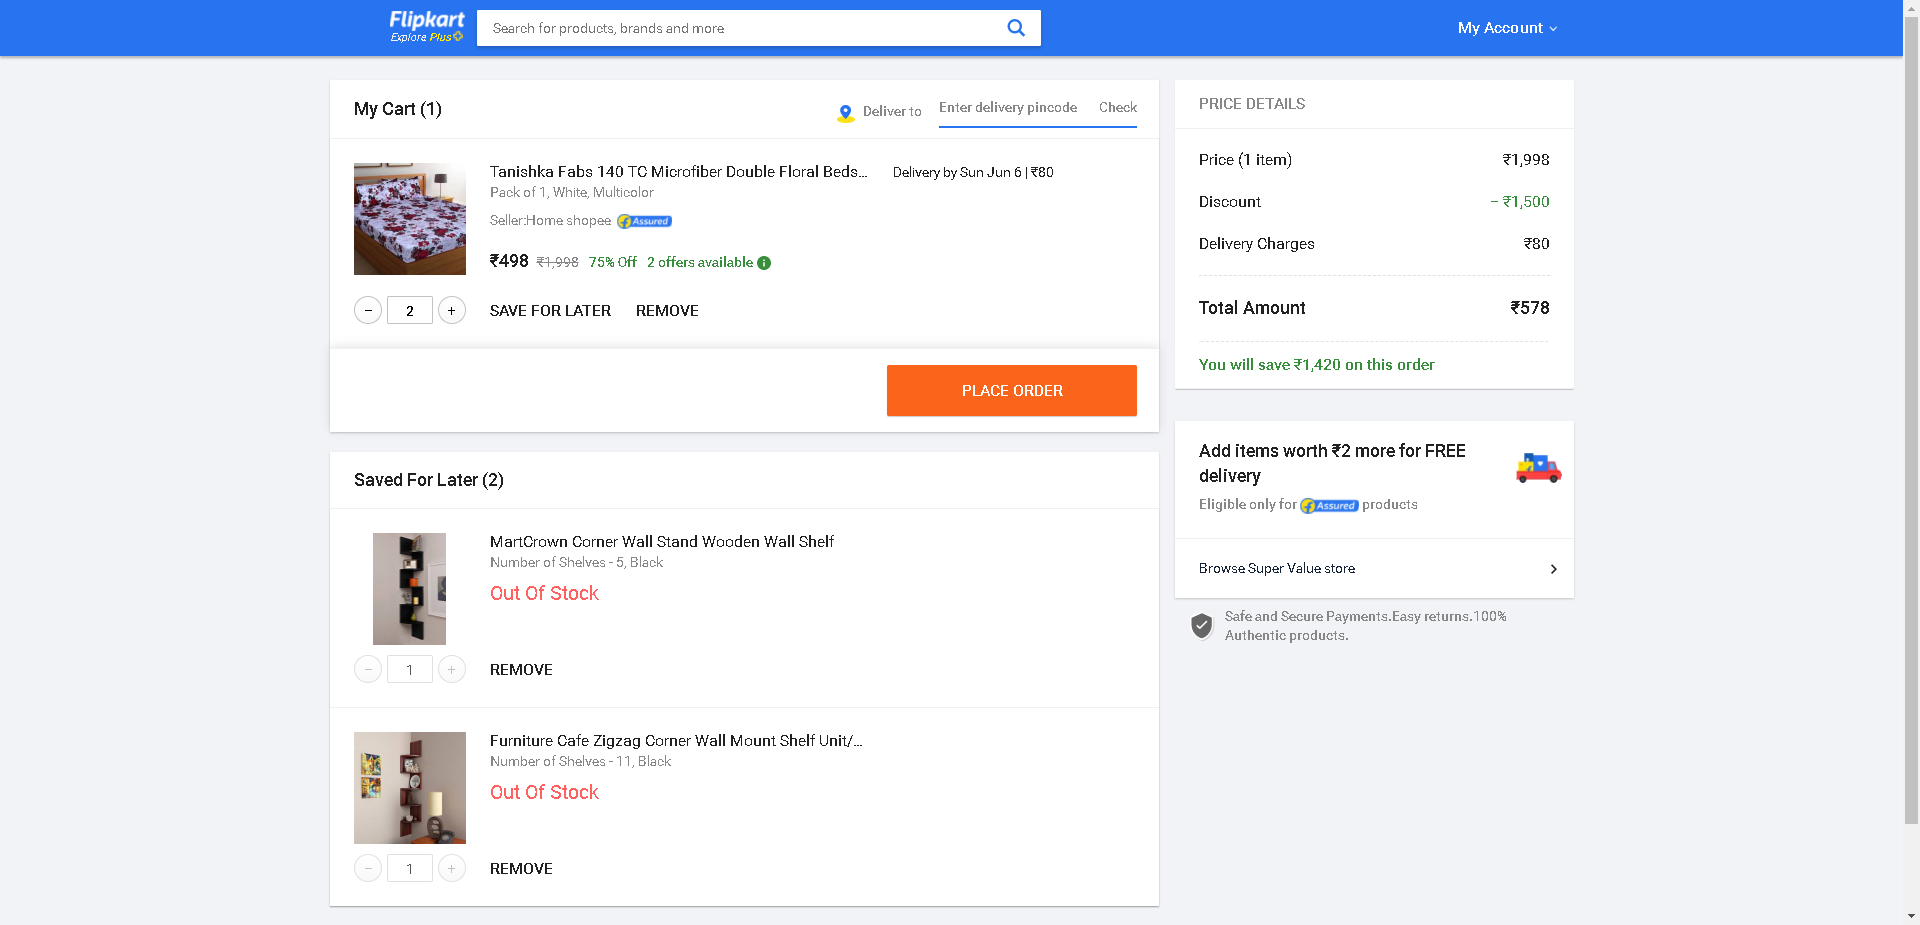 Flipkart
Explore Plus
Search for products, brands and more
My Account
My Cart (1)
Deliver to
Enter delivery pincode
Check
Tanishka Fabs 140 TC Microfiber Double Floral Beds...
Delivery by Sun Jun 6 | ₹80
Pack of 1, White, Multicolor
Seller:Home shopee Assured
₹498 ₹1,998 75% Off 2 offers available
− 2 + SAVE FOR LATER REMOVE
PLACE ORDER
Saved For Later (2)
MartCrown Corner Wall Stand Wooden Wall Shelf
Number of Shelves - 5, Black
Out Of Stock
− 1 + REMOVE
Furniture Cafe Zigzag Corner Wall Mount Shelf Unit/...
Number of Shelves - 11, Black
Out Of Stock
− 1 + REMOVE
PRICE DETAILS
Price (1 item) ₹1,998
Discount − ₹1,500
Delivery Charges ₹80
Total Amount ₹578
You will save ₹1,420 on this order
Add items worth ₹2 more for FREE
delivery
Eligible only for Assured products
Browse Super Value store
Safe and Secure Payments.Easy returns.100%
Authentic products.